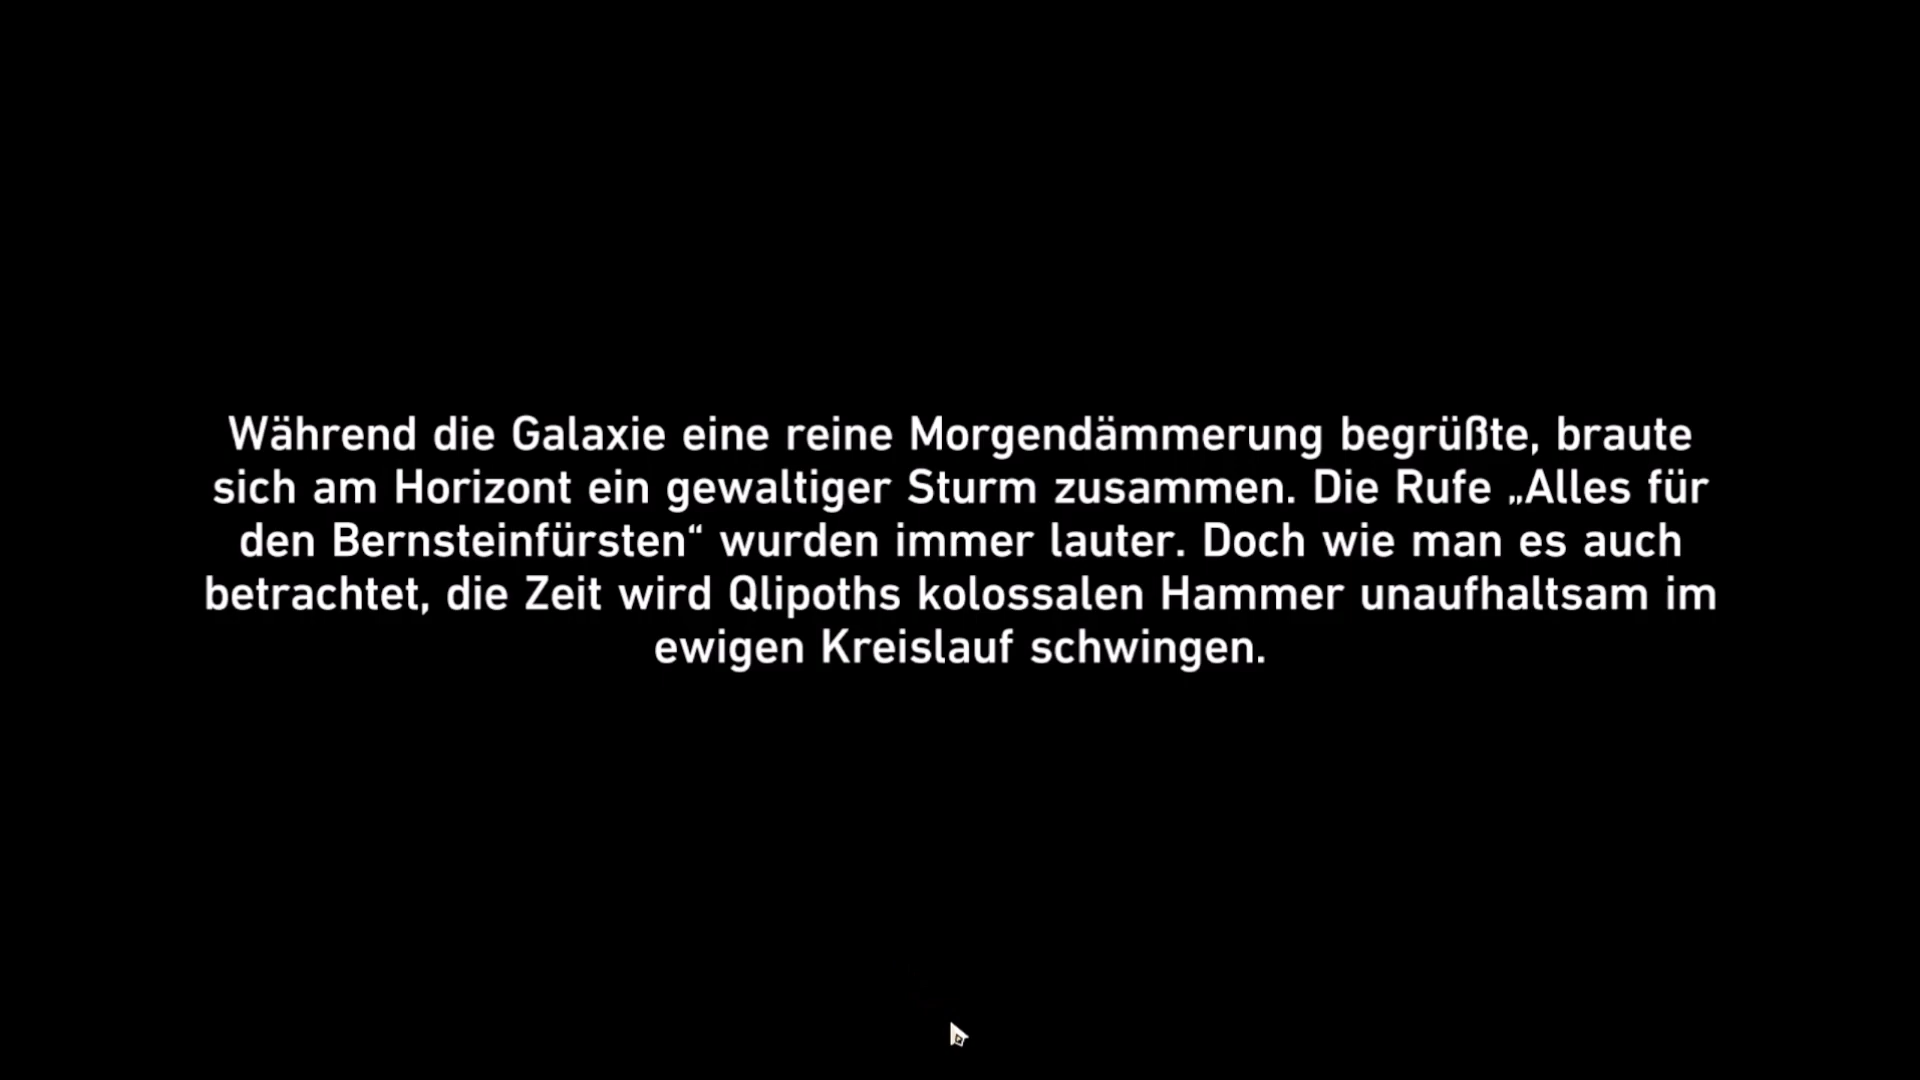 Während die Galaxie eine reine Morgendämmerung begrüßte, braute
sich am Horizont ein gewaltiger Sturm zusammen. Die Rufe „Alles für
den Bernsteinfürsten“ wurden immer lauter. Doch wie man es auch
betrachtet, die Zeit wird Qlipoths kolossalen Hammer unaufhaltsam im
ewigen Kreislauf schwingen.